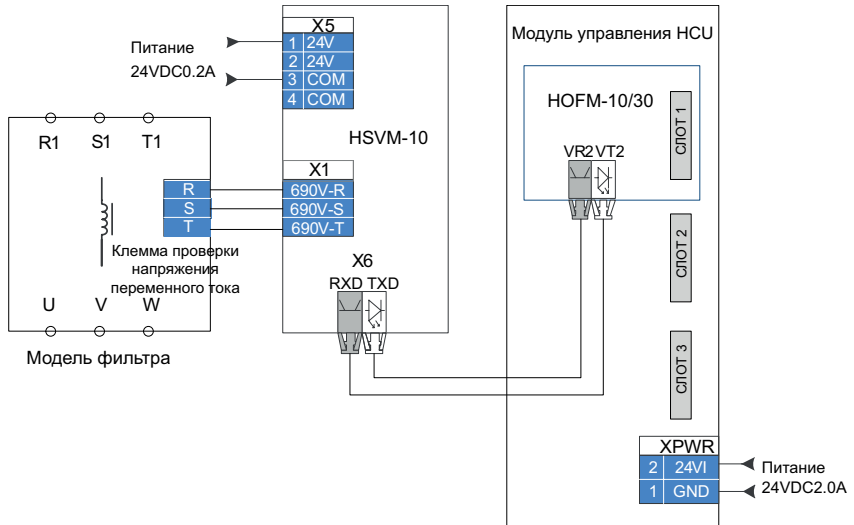 X5
1 24V
2 24V
3 COM
4 COM
Питание
24VDC0.2A
HSVM-10
R1 S1 T1
R
S
T
Клемма проверки
напряжения
переменного тока
U V W
Модель фильтра
X1
690V-R
690V-S
690V-T
X6
RXD TXD
Модуль управления HCU
HOFM-10/30
VR2 VT2
СЛОТ 1
СЛОТ 2
СЛОТ 3
XPWR
2 24VI
1 GND
Питание
24VDC2.0A